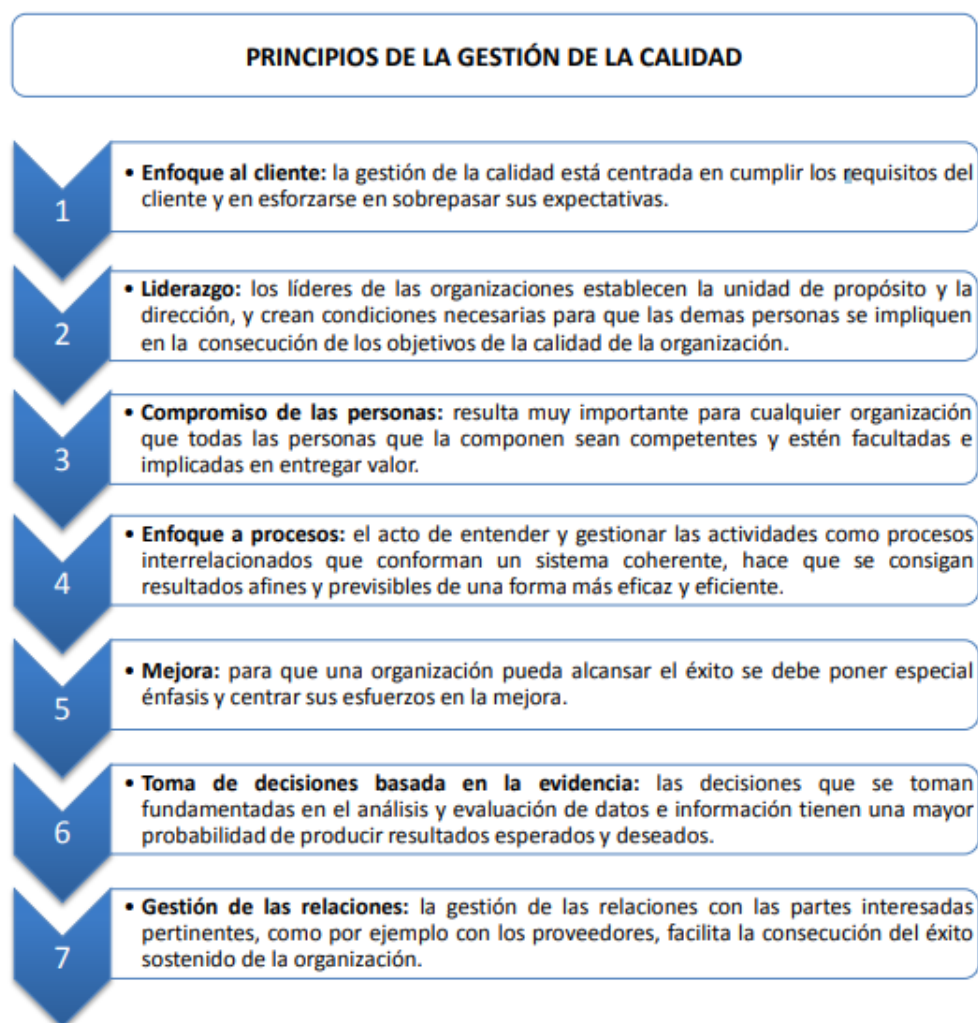 PRINCIPIOS DE LA GESTIÓN DE LA CALIDAD
1
• Enfoque al cliente: la gestión de la calidad está centrada en cumplir los requisitos del
cliente y en esforzarse en sobrepasar sus expectativas.
2
• Liderazgo: los líderes de las organizaciones establecen la unidad de propósito y la
dirección, y crean condiciones necesarias para que las demas personas se impliquen
en la consecución de los objetivos de la calidad de la organización.
3
• Compromiso de las personas: resulta muy importante para cualquier organización
que todas las personas que la componen sean competentes y estén facultadas e
implicadas en entregar valor.
4
• Enfoque a procesos: el acto de entender y gestionar las actividades como procesos
interrelacionados que conforman un sistema coherente, hace que se consigan
resultados afines y previsibles de una forma más eficaz y eficiente.
5
• Mejora: para que una organización pueda alcansar el éxito se debe poner especial
énfasis y centrar sus esfuerzos en la mejora.
6
• Toma de decisiones basada en la evidencia: las decisiones que se toman
fundamentadas en el análisis y evaluación de datos e información tienen una mayor
probabilidad de producir resultados esperados y deseados.
7
• Gestión de las relaciones: la gestión de las relaciones con las partes interesadas
pertinentes, como por ejemplo con los proveedores, facilita la consecución del éxito
sostenido de la organización.